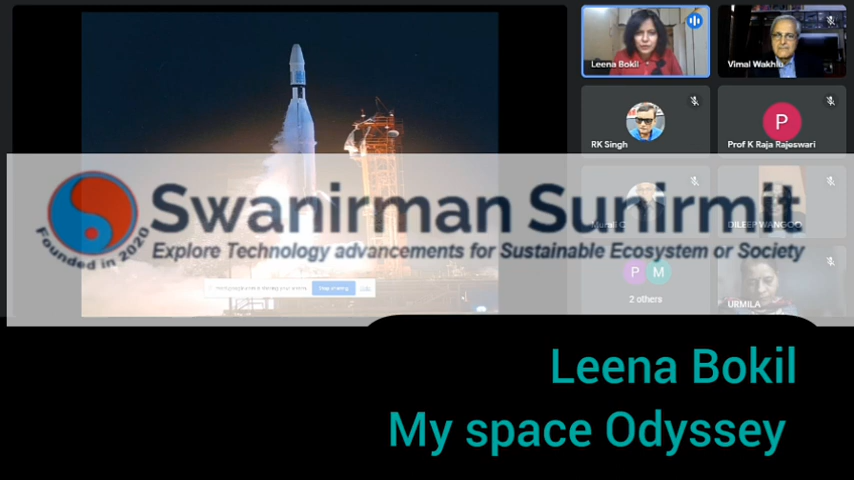 Leena Bokil
Vimal Wakhlu
RK Singh
P
Prof K Raja Rajeswari
Swanirman Sunirmit
Founded in 2020
Explore Technology advancements for Sustainable Ecosystem or Society
Murali C
DILEEP WANGOO
P M
2 others
URMILA
Stop sharing
Leena Bokil
My space Odyssey